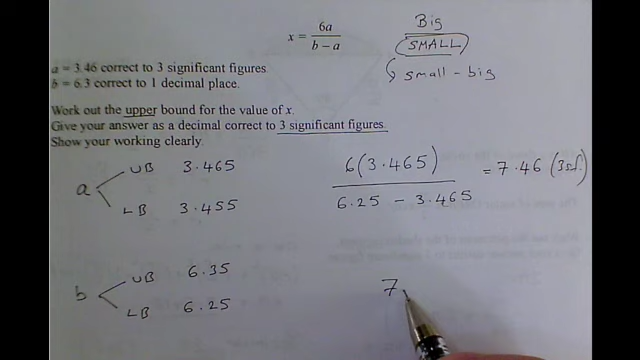 x = 6a / (b – a)
Big
SMALL
small - big
a = 3.46 correct to 3 significant figures.
b = 6.3 correct to 1 decimal place.
Work out the upper bound for the value of x.
Give your answer as a decimal correct to 3 significant figures.
Show your working clearly.
a
UB 3.465
LB 3.455
6(3.465) / (6.25 - 3.465) = 7.46 (3sf.)
b
UB 6.35
LB 6.25
7.